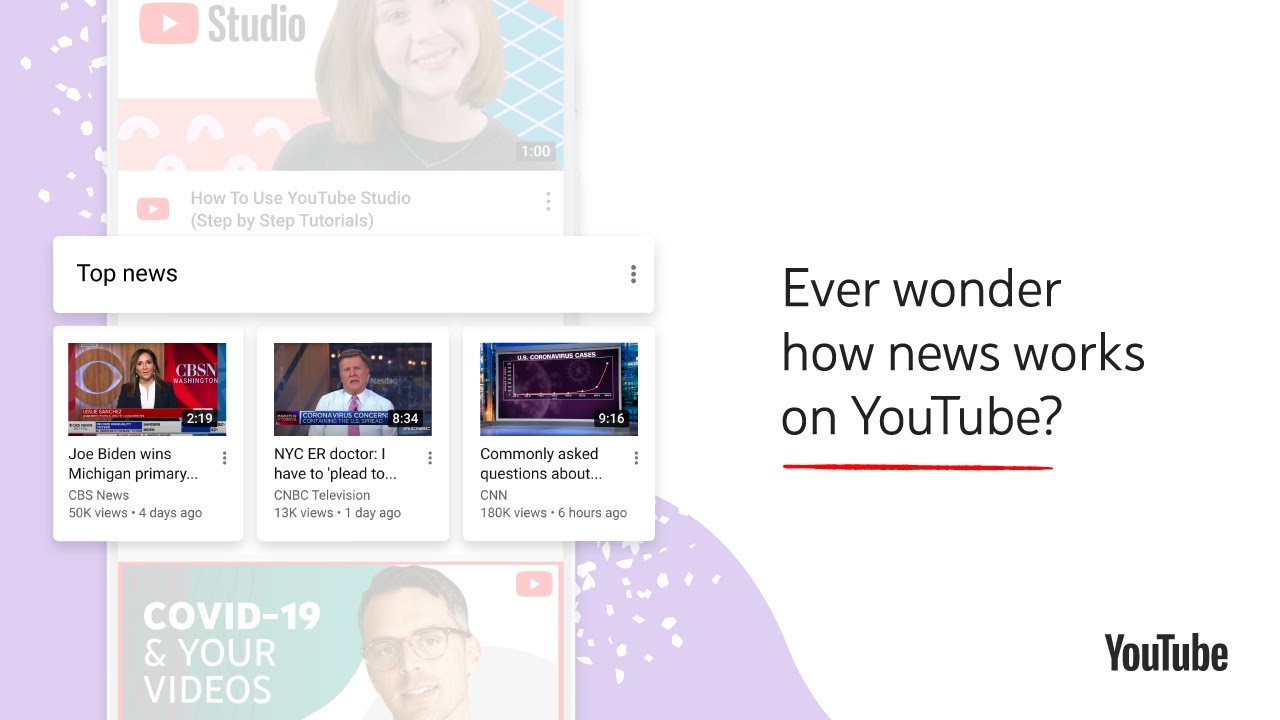 Studio
1:00
How To Use YouTube Studio
(Step by Step Tutorials)
Top news
CBSN
WASHINGTON
LESLIE SANCHEZ
2:19
Joe Biden wins
Michigan primary...
CBS News
50K views • 4 days ago
Nasdaq
CORONAVIRUS CONCERN
CONTAINING THE U.S. SPREAD
8:34
NYC ER doctor: I
have to 'plead to...
CNBC Television
13K views • 1 day ago
U.S. CORONAVIRUS CASES
9:16
Commonly asked
questions about...
CNN
180K views • 6 hours ago
COVID-19
& YOUR
VIDEOS
Ever wonder
how news works
on YouTube?
YouTube